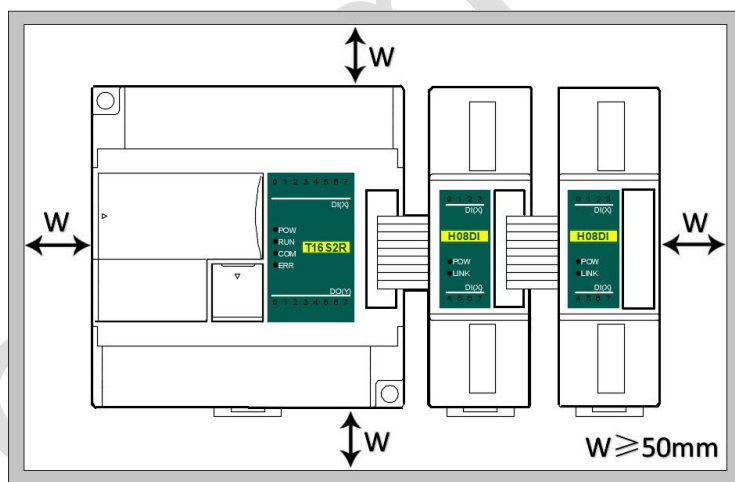 W
0 1 2 3 4 5 6 7
DI(X)
POW
RUN
COM
ERR
T16S2R
DO(Y)
0 1 2 3 4 5 6 7
0 1 2 3
DI(X)
H08DI
POW
LINK
DI(X)
4 5 6 7
0 1 2 3
DI(X)
H08DI
POW
LINK
DI(X)
4 5 6 7
W
W
W
W≥50mm